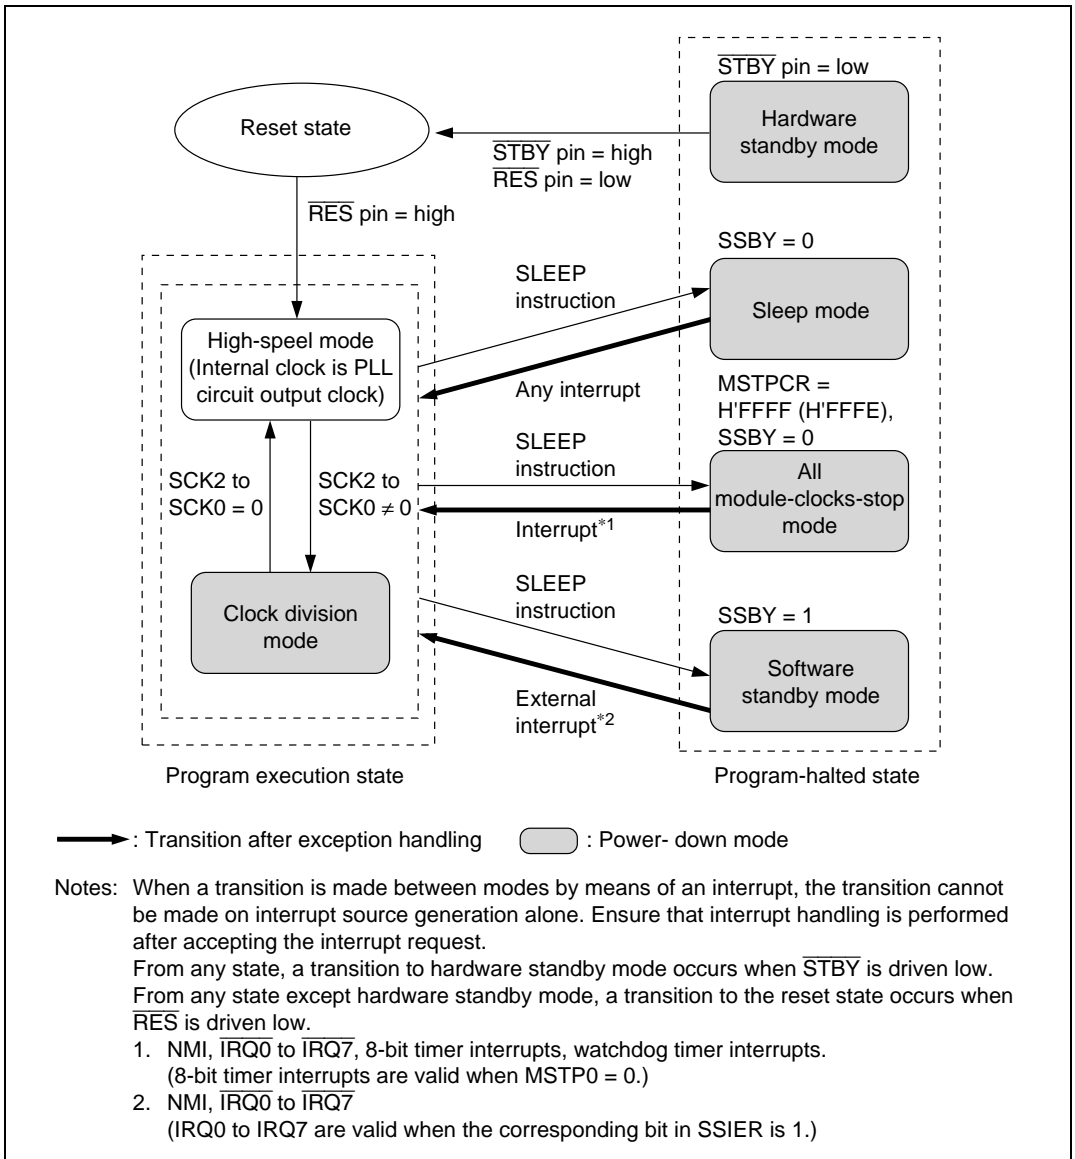 STBY pin = low
Hardware
standby mode
Reset state
STBY pin = high
RES pin = low
RES pin = high
SSBY = 0
Sleep mode
SLEEP
instruction
Any interrupt
High-speel mode
(Internal clock is PLL
circuit output clock)
MSTPCR =
H'FFFF (H'FFFE),
SSBY = 0
All
module-clocks-stop
mode
SLEEP
instruction
Interrupt*1
SCK2 to
SCK0 = 0
SCK2 to
SCK0 ≠ 0
Clock division
mode
SLEEP
instruction
SSBY = 1
Software
standby mode
External
interrupt*2
Program execution state
Program-halted state
: Transition after exception handling
: Power- down mode
Notes: When a transition is made between modes by means of an interrupt, the transition cannot
be made on interrupt source generation alone. Ensure that interrupt handling is performed
after accepting the interrupt request.
From any state, a transition to hardware standby mode occurs when STBY is driven low.
From any state except hardware standby mode, a transition to the reset state occurs when
RES is driven low.
1. NMI, IRQ0 to IRQ7, 8-bit timer interrupts, watchdog timer interrupts.
(8-bit timer interrupts are valid when MSTP0 = 0.)
2. NMI, IRQ0 to IRQ7
(IRQ0 to IRQ7 are valid when the corresponding bit in SSIER is 1.)